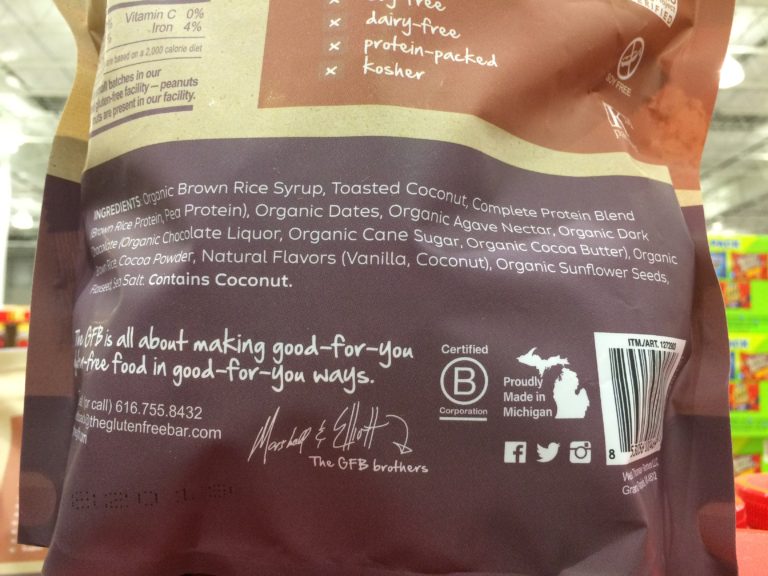 Vitamin C 0%
Iron 4%
based on a 2,000 calorie diet
batches in our
gluten-free facility—peanuts
are present in our facility.
free
× dairy-free
× protein-packed
× kosher
SOY FREE
INGREDIENTS: Organic Brown Rice Syrup, Toasted Coconut, Complete Protein Blend
(Brown Rice Protein, Pea Protein), Organic Dates, Organic Agave Nectar, Organic Dark
Chocolate (Organic Chocolate Liquor, Organic Cane Sugar, Organic Cocoa Butter), Organic
Brown Rice, Cocoa Powder, Natural Flavors (Vanilla, Coconut), Organic Sunflower Seeds,
Flaxseed, Sea Salt. Contains Coconut.
The GFB is all about making good-for-you
-free food in good-for-you ways.
call) 616.755.8432
@theglutenfreebar.com
Marshall & Elliott
The GFB brothers
Certified
B
Corporation
Proudly
Made in
Michigan
ITM./ART.
8